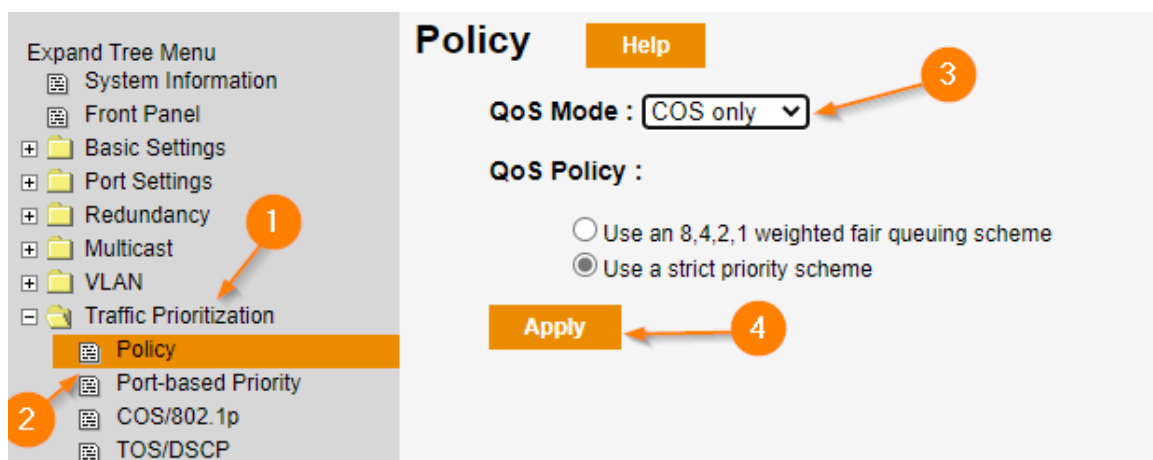 Expand Tree Menu
System Information
Front Panel
Basic Settings
Port Settings
Redundancy
1
Multicast
VLAN
Traffic Prioritization
Policy
2
Port-based Priority
COS/802.1p
TOS/DSCP
Policy
Help
3
QoS Mode : COS only
QoS Policy :
Use an 8,4,2,1 weighted fair queuing scheme
Use a strict priority scheme
Apply
4